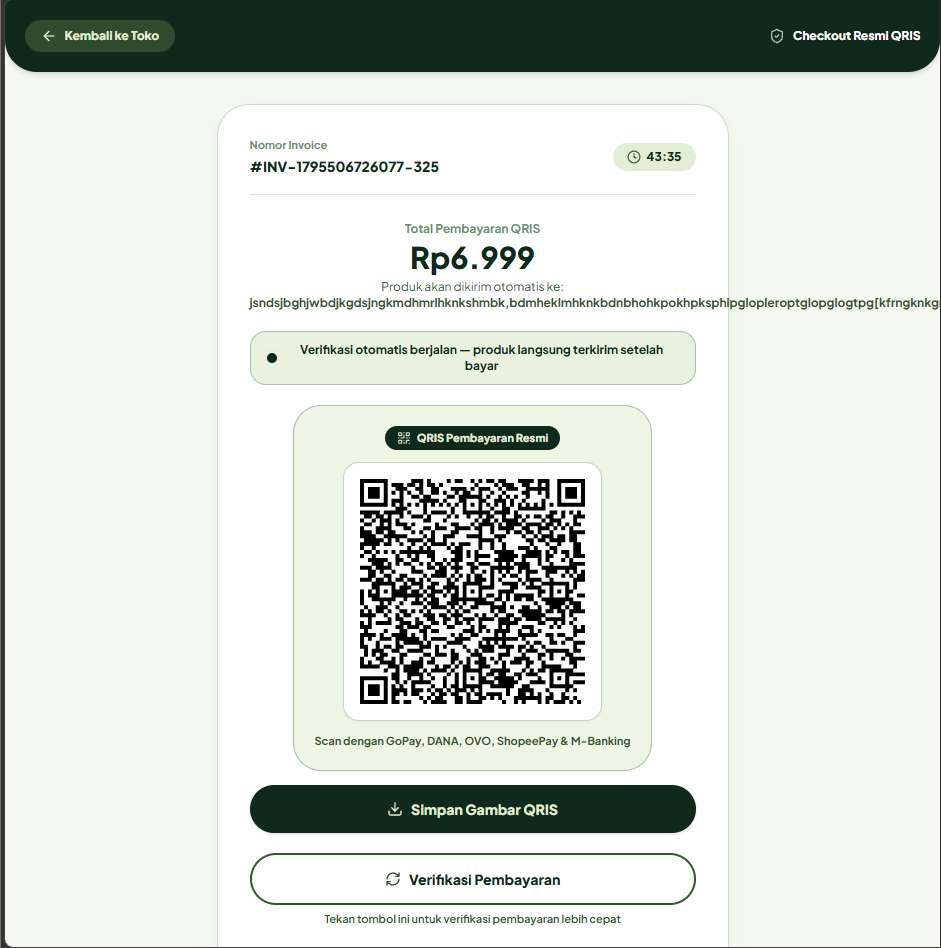 Kembali ke Toko
Checkout Resmi QRIS
Nomor Invoice
#INV-1795506726077-325
43:35
Total Pembayaran QRIS
Rp6.999
Produk akan dikirim otomatis ke:
jsndsjbghjwbdjkgdsjngkmdhmrlhknkshmbk,bdmheklmhknkbdnbhohkpokhpksphlpglopleroptglopglogtpg[kfrngknkg
Verifikasi otomatis berjalan — produk langsung terkirim setelah
bayar
QRIS Pembayaran Resmi
Scan dengan GoPay, DANA, OVO, ShopeePay & M-Banking
Simpan Gambar QRIS
Verifikasi Pembayaran
Tekan tombol ini untuk verifikasi pembayaran lebih cepat